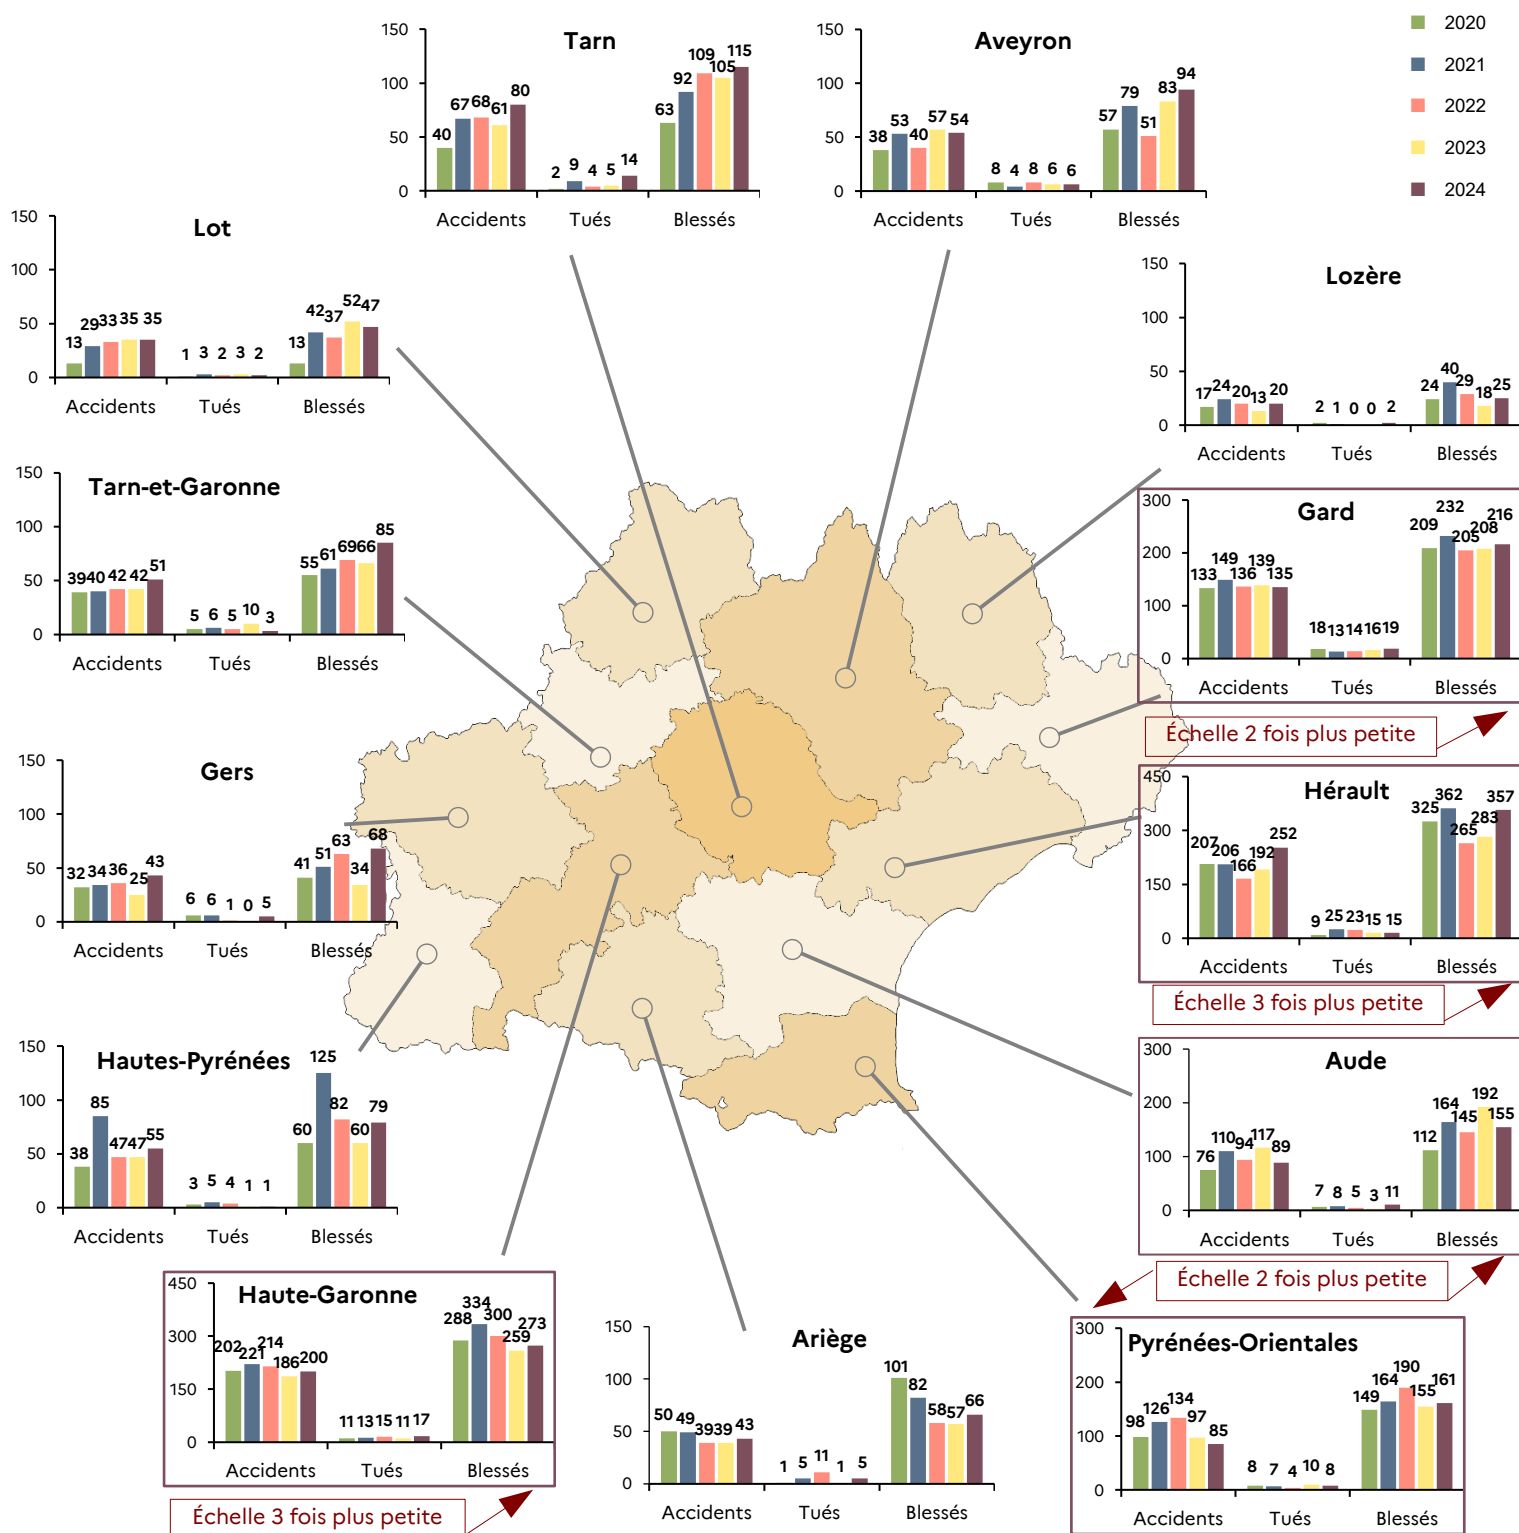 2020
2021
2022
2023
2024
Tarn
150
100
50
0
40 67 68 61 80
2 9 4 5 14
63 92 109 105 115
Accidents Tués Blessés
Aveyron
150
100
50
0
38 53 40 57 54
8 4 8 6 6
57 79 51 83 94
Accidents Tués Blessés
Lot
150
100
50
0
13 29 33 35 35
1 3 2 3 2
13 42 37 52 47
Accidents Tués Blessés
Lozère
150
100
50
0
17 24 20 13 20
2 1 0 0 2
24 40 29 18 25
Accidents Tués Blessés
Tarn-et-Garonne
150
100
50
0
39 40 42 42 51
5 6 5 10 3
55 61 69 66 85
Accidents Tués Blessés
Gard
300
200
100
0
133 149 136 139 135
18 13 14 16 19
209 232 205 208 216
Accidents Tués Blessés
Échelle 2 fois plus petite
Gers
150
100
50
0
32 34 36 25 43
6 6 1 0 5
41 51 63 34 68
Accidents Tués Blessés
Hérault
450
300
150
0
207 206 166 192 252
9 25 23 15 15
325 362 265 283 357
Accidents Tués Blessés
Échelle 3 fois plus petite
Hautes-Pyrénées
150
100
50
0
38 85 47 47 55
3 5 4 1 1
60 125 82 60 79
Accidents Tués Blessés
Aude
300
200
100
0
76 110 94 117 89
7 8 5 3 11
112 164 145 192 155
Accidents Tués Blessés
Échelle 2 fois plus petite
Haute-Garonne
450
300
150
0
202 221 214 186 200
11 13 15 11 17
288 334 300 259 273
Accidents Tués Blessés
Échelle 3 fois plus petite
Ariège
150
100
50
0
50 49 39 39 43
1 5 11 1 5
101 82 58 57 66
Accidents Tués Blessés
Pyrénées-Orientales
300
200
100
0
98 126 134 97 85
8 7 4 10 8
149 164 190 155 161
Accidents Tués Blessés